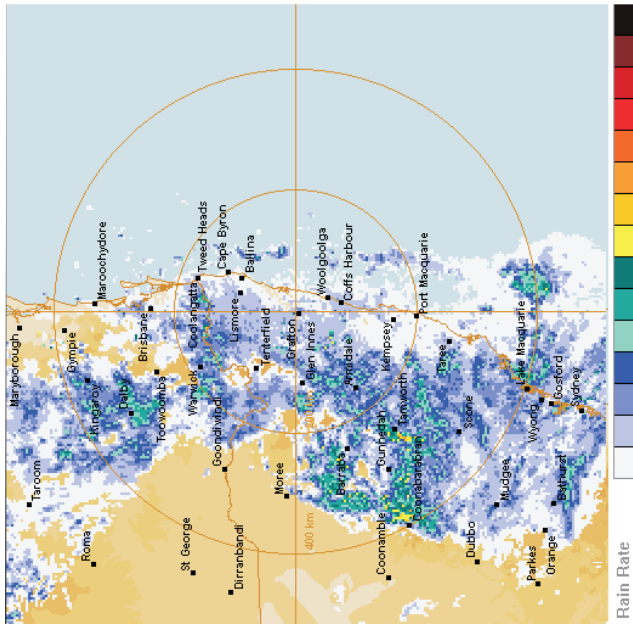 Maryborough
Taroom
Gympie
Roma
Kingaroy
Maroochydore
Dalby
Brisbane
Toowoomba
St George
Warwick
Coolangatta
Tweed Heads
Goondiwindi
Cape Byron
Lismore
Dirranbandi
Ballina
Tenterfield
Moree
Grafton
Glen Innes
400 km
Woolgoolga
Barraba
Coffs Harbour
Armidale
Coonamble
Gunnedah
Kempsey
Tamworth
Coonabarabran
Port Macquarie
Taree
Scone
Dubbo
Mudgee
Lake Macquarie
Parkes
Wyong
Orange
Gosford
Bathurst
Sydney
Rain Rate